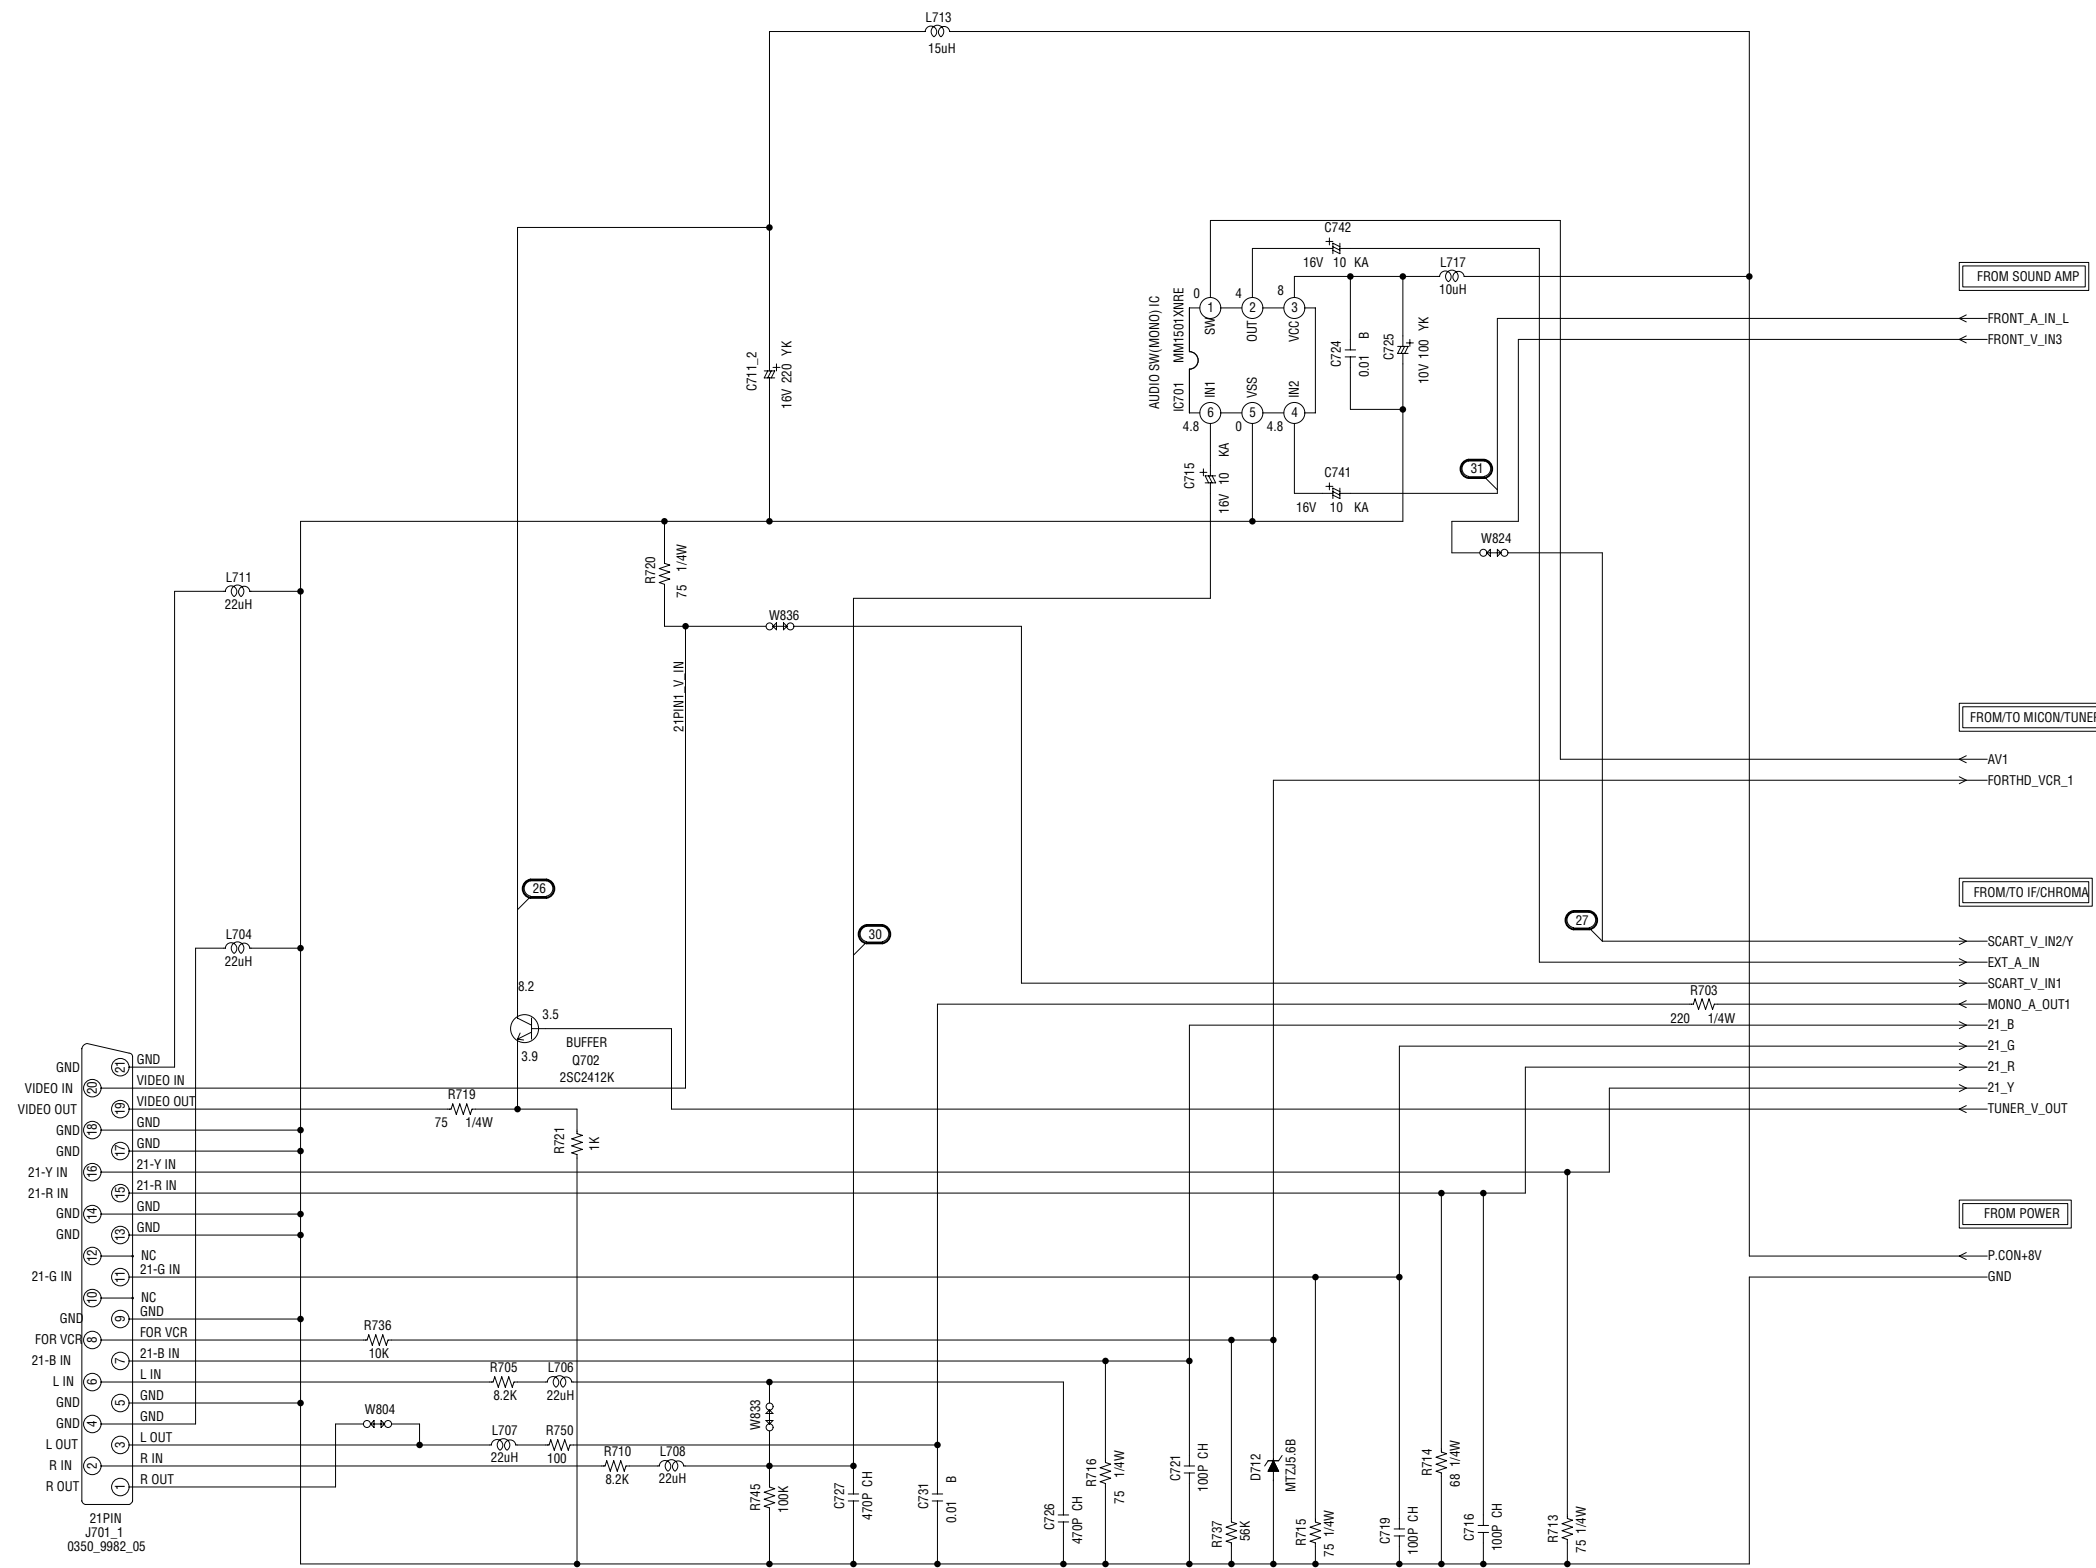 L713
15uH
C742
16V 10 KA
L717
10uH
FROM SOUND AMP
FRONT_A_IN_L
FRONT_V_IN3
AUDIO SW(MONO) IC
IC701 MM1501XNRE
0
4
8
1
2
3
SW
OUT
VCC
IN1
VSS
IN2
6
5
4
4.8
0
4.8
C724
0.01 B
C725
10V 100 YK
C711_2
16V 220 YK
C715
16V 10 KA
C741
16V 10 KA
31
W824
R720
75 1/4W
L711
22uH
W836
21PIN1_V_IN
FROM/TO MICON/TUNER
AV1
FORTHD_VCR_1
26
30
27
FROM/TO IF/CHROMA
L704
22uH
SCART_V_IN2/Y
EXT_A_IN
SCART_V_IN1
MONO_A_OUT1
21_B
21_G
21_R
21_Y
TUNER_V_OUT
R703
220 1/4W
8.2
3.5
3.9
BUFFER
Q702
2SC2412K
R719
75 1/4W
R721
1K
GND 21 GND
VIDEO IN 20 VIDEO IN
VIDEO OUT 19 VIDEO OUT
GND 18 GND
GND 17 GND
21-Y IN 16 21-Y IN
21-R IN 15 21-R IN
GND 14 GND
GND 13 GND
12 NC
21-G IN 11 21-G IN
10 NC
GND 9 GND
FOR VCR 8 FOR VCR
21-B IN 7 21-B IN
L IN 6 L IN
GND 5 GND
GND 4 GND
L OUT 3 L OUT
R IN 2 R IN
R OUT 1 R OUT
21PIN
J701_1
0350_9982_05
FROM POWER
P.CON+8V
GND
R736
10K
R705
8.2K
L706
22uH
W804
L707
22uH
R750
100
R710
8.2K
L708
22uH
W833
R745
100K
C727
470P CH
C731
0.01 B
C726
470P CH
R716
75 1/4W
C721
100P CH
R737
56K
D712
MTZJ5.6B
R715
75 1/4W
C719
100P CH
R714
68 1/4W
C716
100P CH
R713
75 1/4W